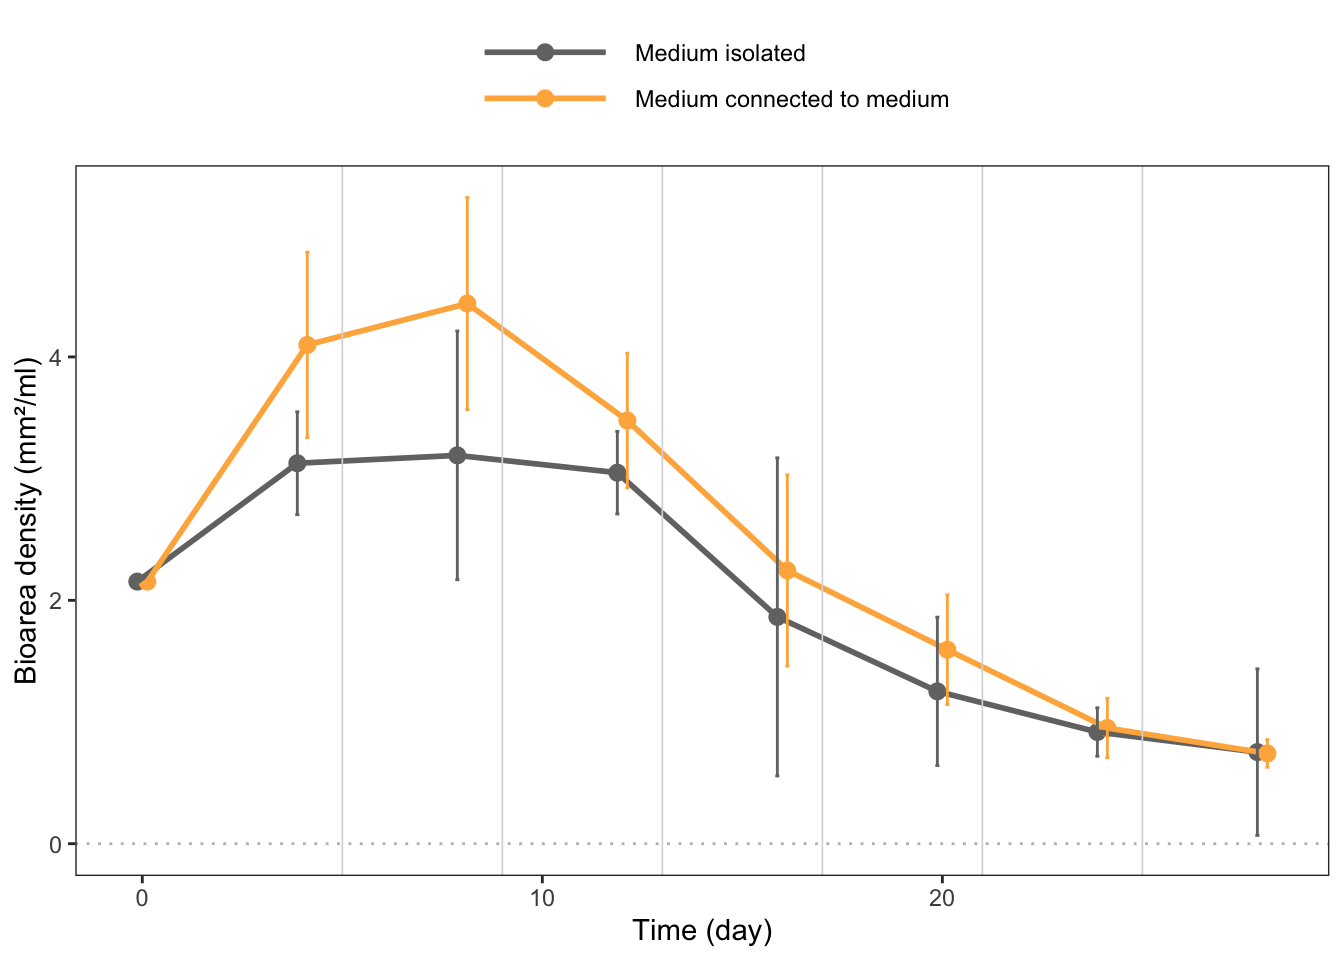 Medium isolated
Medium connected to medium
Bioarea density (mm²/ml)
4
2
0
0 10 20
Time (day)